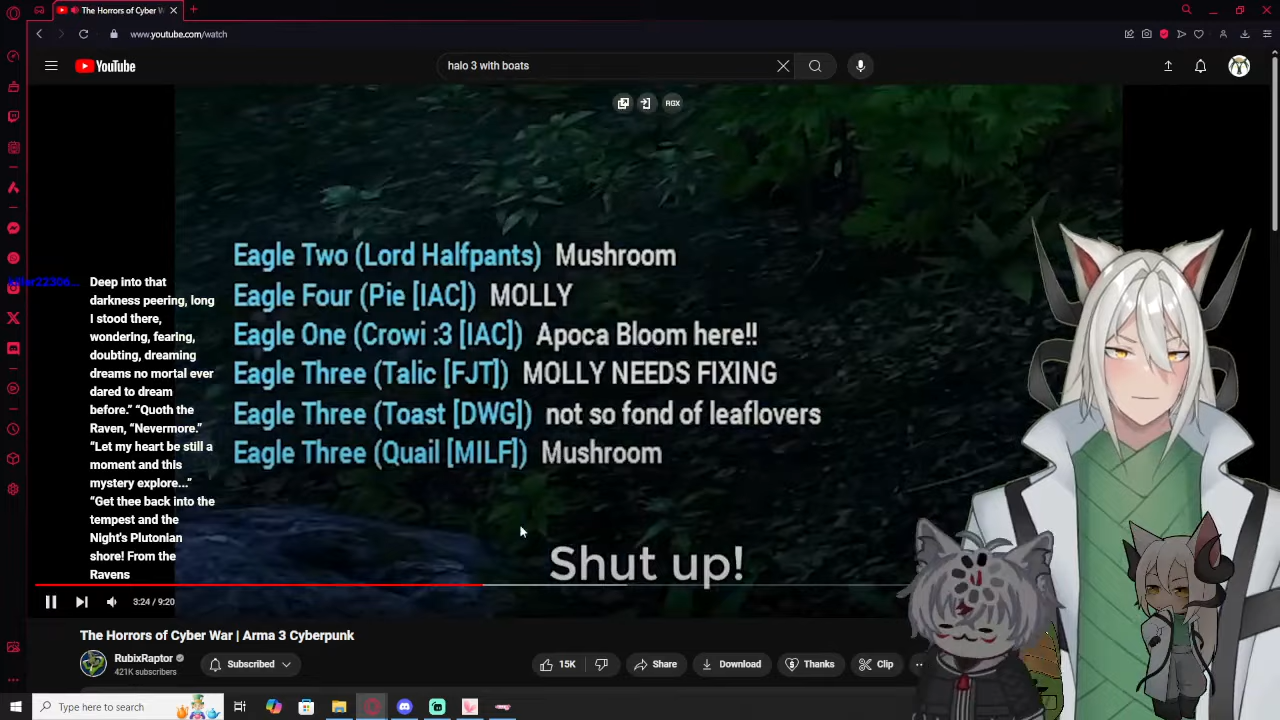 The Horrors of Cyber W
www.youtube.com/watch
YouTube
halo 3 with boats
RGX
Eagle Two (Lord Halfpants) Mushroom
Eagle Four (Pie [IAC]) MOLLY
Eagle One (Crowi :3 [IAC]) Apoca Bloom here!!
Eagle Three (Talic [FJT]) MOLLY NEEDS FIXING
Eagle Three (Toast [DWG]) not so fond of leaflovers
Eagle Three (Quail [MILF]) Mushroom
Shut up!
Deep into that
darkness peering, long
I stood there,
wondering, fearing,
doubting, dreaming
dreams no mortal ever
dared to dream
before.” “Quoth the
Raven, “Nevermore.”
“Let my heart be still a
moment and this
mystery explore...”
“Get thee back into the
tempest and the
Night's Plutonian
shore! From the
Ravens
3:24 / 9:20
The Horrors of Cyber War | Arma 3 Cyberpunk
RubixRaptor
421K subscribers
Subscribed
15K
Share
Download
Thanks
Clip
Type here to search